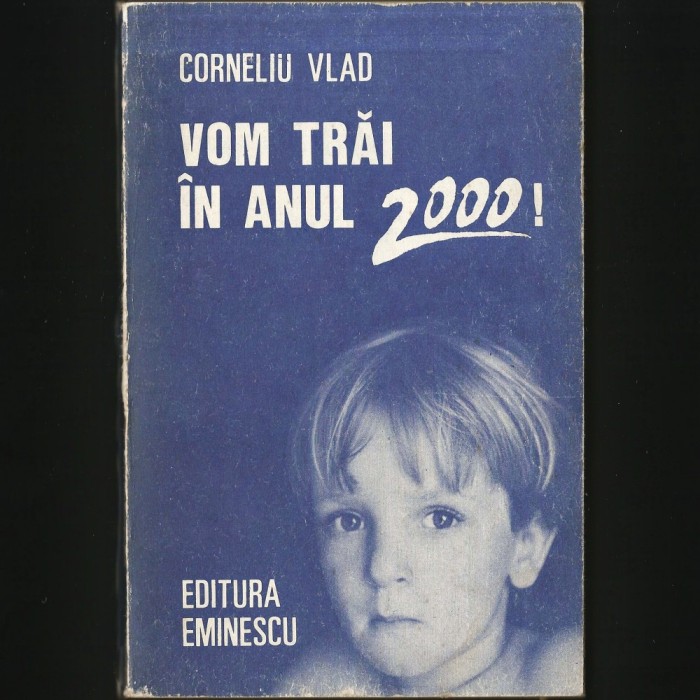 CORNELIU VLAD
VOM TRĂI
ÎN ANUL 2000!
EDITURA
EMINESCU